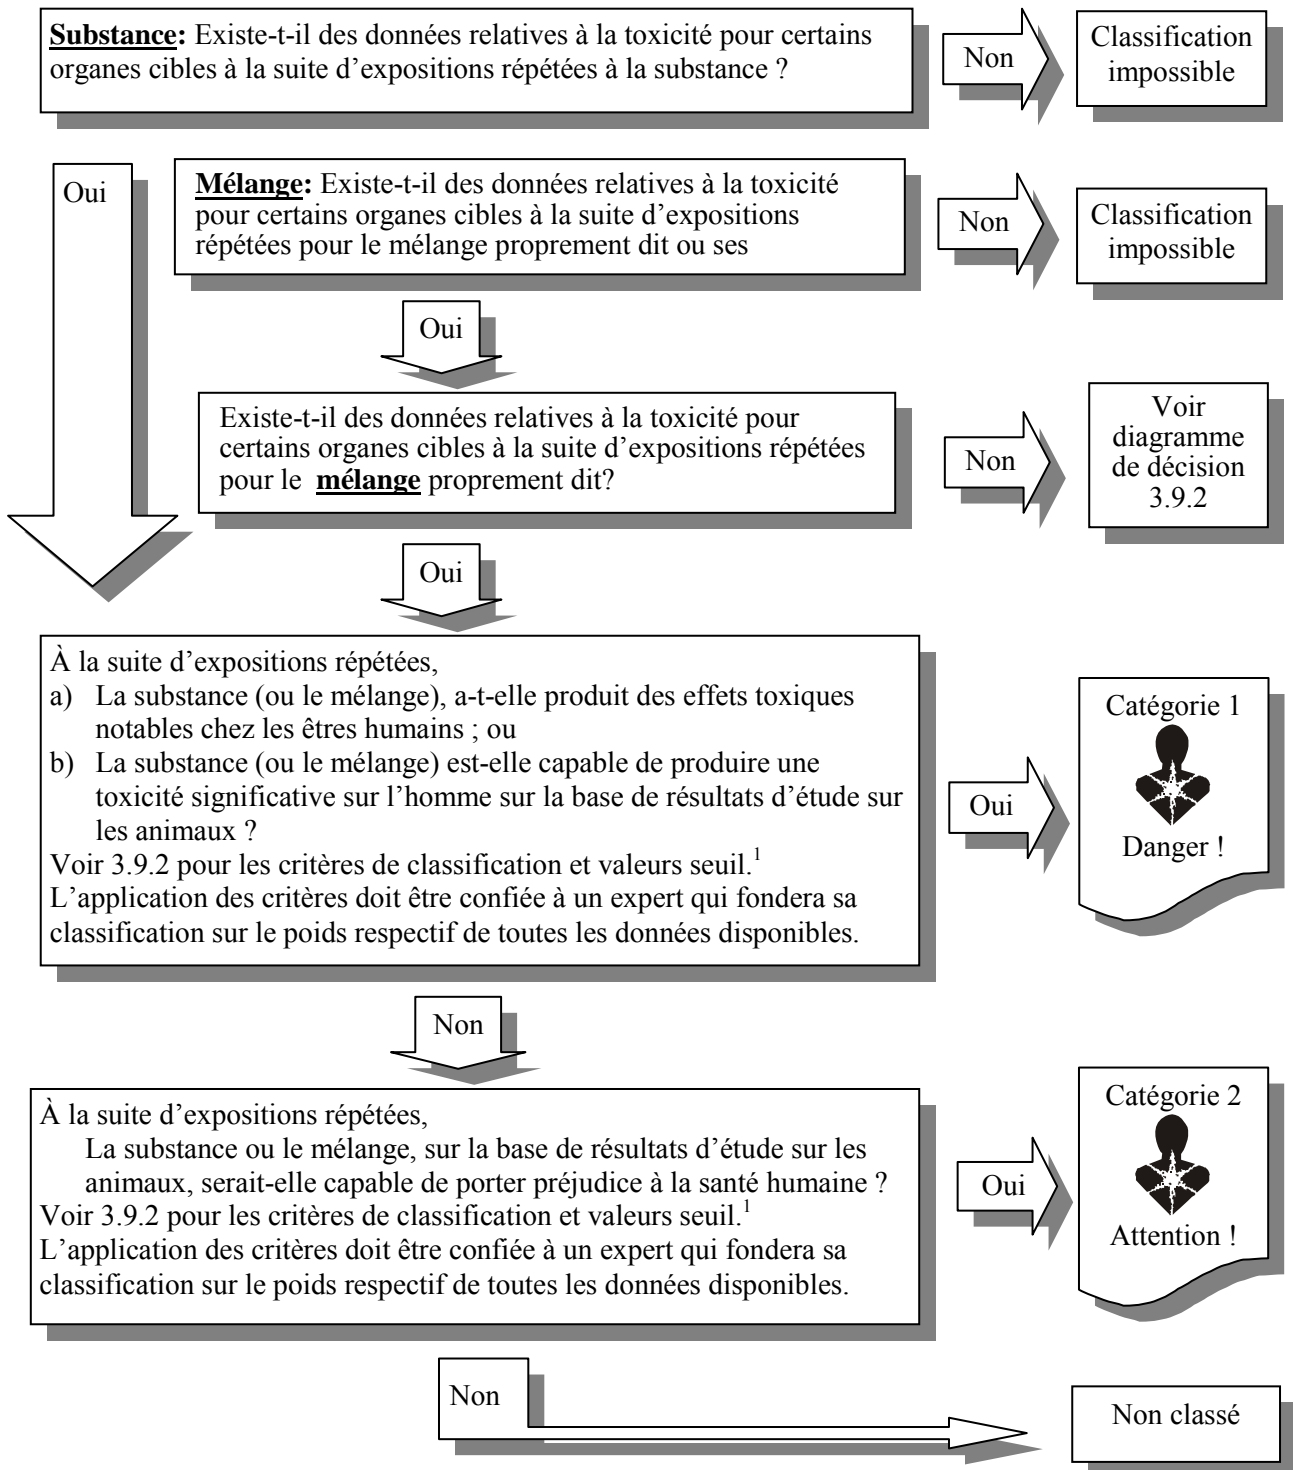 Substance: Existe-t-il des données relatives à la toxicité pour certains
organes cibles à la suite d'expositions répétées à la substance ?
Non
Classification
impossible
Oui
Mélange: Existe-t-il des données relatives à la toxicité
pour certains organes cibles à la suite d'expositions
répétées pour le mélange proprement dit ou ses
Non
Classification
impossible
Oui
Existe-t-il des données relatives à la toxicité pour
certains organes cibles à la suite d'expositions répétées
pour le mélange proprement dit?
Non
Voir
diagramme
de décision
3.9.2
Oui
À la suite d'expositions répétées,
a) La substance (ou le mélange), a-t-elle produit des effets toxiques
notables chez les êtres humains ; ou
b) La substance (ou le mélange) est-elle capable de produire une
toxicité significative sur l'homme sur la base de résultats d'étude sur
les animaux ?
Voir 3.9.2 pour les critères de classification et valeurs seuil.1
L'application des critères doit être confiée à un expert qui fondera sa
classification sur le poids respectif de toutes les données disponibles.
Oui
Catégorie 1
Danger !
Non
À la suite d'expositions répétées,
La substance ou le mélange, sur la base de résultats d'étude sur les
animaux, serait-elle capable de porter préjudice à la santé humaine ?
Voir 3.9.2 pour les critères de classification et valeurs seuil.1
L'application des critères doit être confiée à un expert qui fondera sa
classification sur le poids respectif de toutes les données disponibles.
Oui
Catégorie 2
Attention !
Non
Non classé